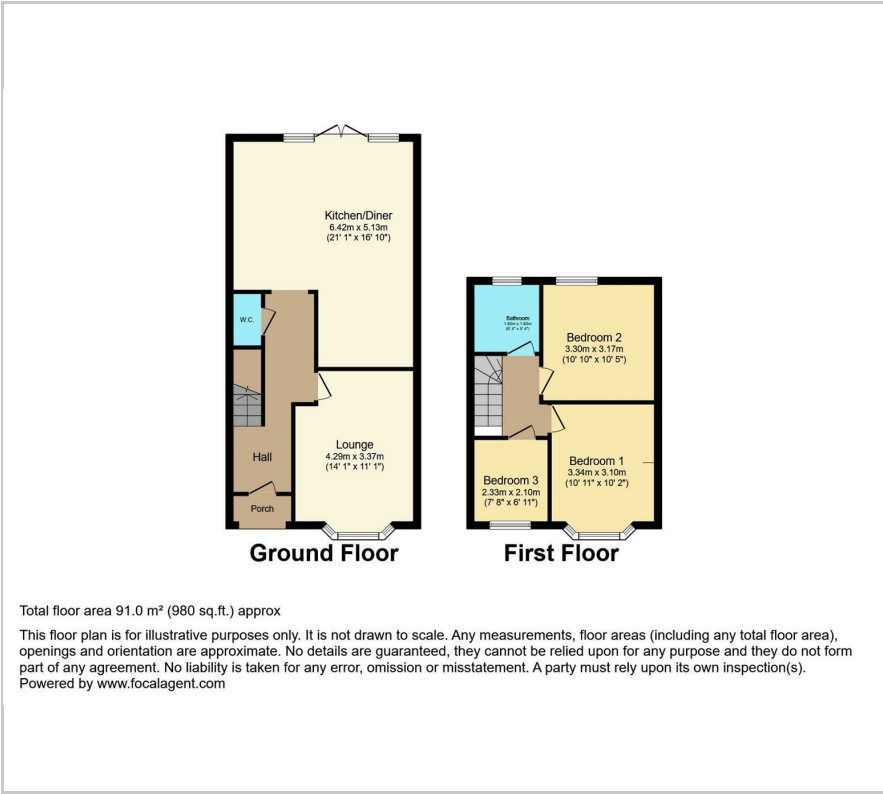 Kitchen/Diner
6.42m x 5.13m
(21' 1" x 16' 10")
W.C.
Lounge
4.29m x 3.37m
(14' 1" x 11' 1")
Hall
Porch
Ground Floor
Bathroom
1.92m x 1.63m
Bedroom 2
3.30m x 3.17m
(10' 10" x 10' 5")
Bedroom 1
3.34m x 3.10m
(10' 11" x 10' 2")
Bedroom 3
2.33m x 2.10m
(7' 8" x 6' 11")
First Floor
Total floor area 91.0 m² (980 sq.ft.) approx
This floor plan is for illustrative purposes only. It is not drawn to scale. Any measurements, floor areas (including any total floor area),
openings and orientation are approximate. No details are guaranteed, they cannot be relied upon for any purpose and they do not form
part of any agreement. No liability is taken for any error, omission or misstatement. A party must rely upon its own inspection(s).
Powered by www.focalagent.com